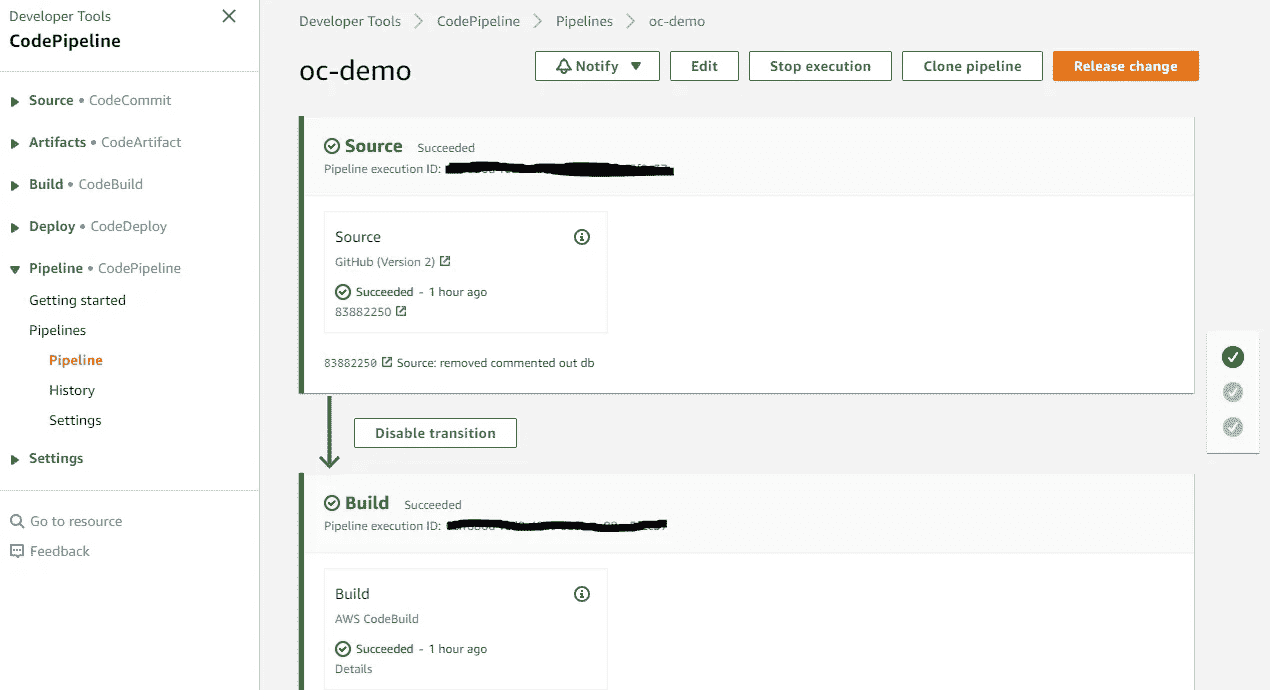 Developer Tools
CodePipeline
Source • CodeCommit
Artifacts • CodeArtifact
Build • CodeBuild
Deploy • CodeDeploy
Pipeline • CodePipeline
Getting started
Pipelines
Pipeline
History
Settings
Settings
Go to resource
Feedback
Developer Tools > CodePipeline > Pipelines > oc-demo
oc-demo
Notify ▼ Edit Stop execution Clone pipeline Release change
Source Succeeded
Pipeline execution ID:
Source
GitHub (Version 2)
Succeeded - 1 hour ago
83882250
83882250 Source: removed commented out db
Disable transition
Build Succeeded
Pipeline execution ID:
Build
AWS CodeBuild
Succeeded - 1 hour ago
Details